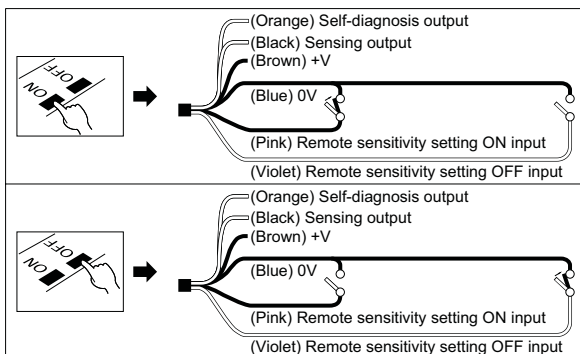 (Orange) Self-diagnosis output
(Black) Sensing output
(Brown) +V
OFF
ON
(Blue) 0V
(Pink) Remote sensitivity setting ON input
(Violet) Remote sensitivity setting OFF input
(Orange) Self-diagnosis output
(Black) Sensing output
(Brown) +V
OFF
ON
(Blue) 0V
(Pink) Remote sensitivity setting ON input
(Violet) Remote sensitivity setting OFF input